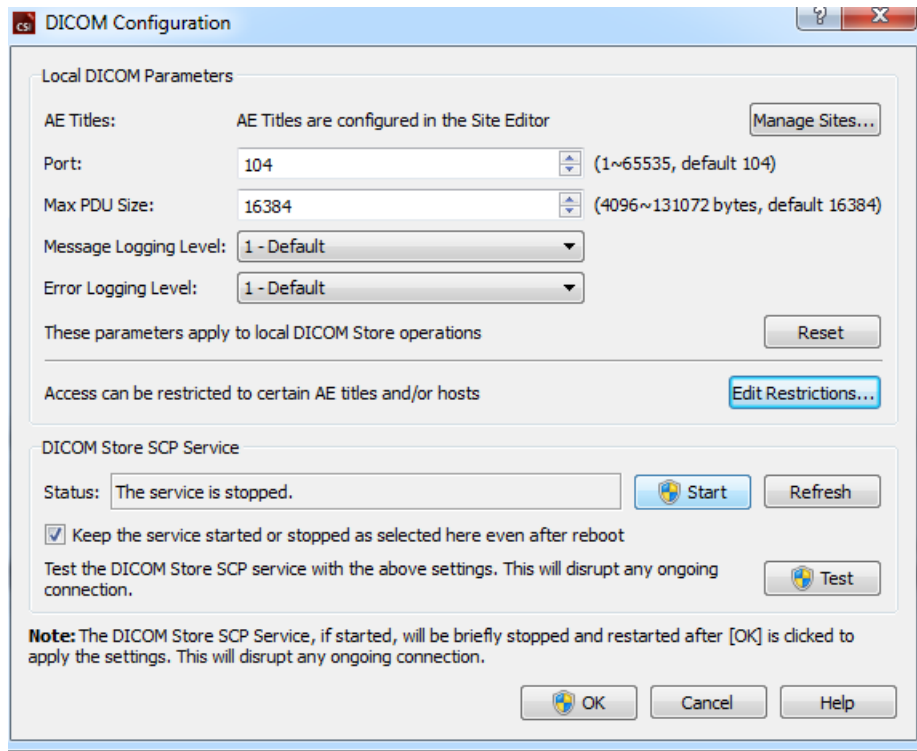 CSI DICOM Configuration
Local DICOM Parameters
AE Titles: AE Titles are configured in the Site Editor Manage Sites...
Port: 104 (1~65535, default 104)
Max PDU Size: 16384 (4096~131072 bytes, default 16384)
Message Logging Level: 1 - Default
Error Logging Level: 1 - Default
These parameters apply to local DICOM Store operations Reset
Access can be restricted to certain AE titles and/or hosts Edit Restrictions...
DICOM Store SCP Service
Status: The service is stopped. Start Refresh
Keep the service started or stopped as selected here even after reboot
Test the DICOM Store SCP service with the above settings. This will disrupt any ongoing
connection. Test
Note: The DICOM Store SCP Service, if started, will be briefly stopped and restarted after [OK] is clicked to
apply the settings. This will disrupt any ongoing connection.
OK Cancel Help